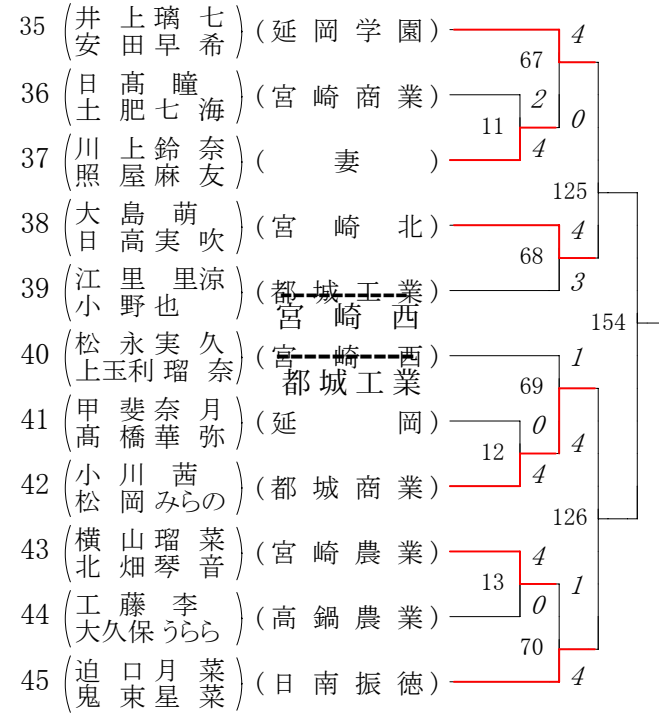 35 井上璃七 (延岡学園) 4
安田早希
67
36 日髙瞳 (宮崎商業) 2
土肥七海
11 0
37 川上鈴奈 (妻) 4
照屋麻友
125
38 大島萌 (宮崎北) 4
日高実吹
68
39 江里里涼 (都城工業) 3
小野也
宮崎西
154
40 松永実久 (宮崎西) 1
上玉利瑠奈
都城工業
69
41 甲斐奈月 (延岡) 0
髙橋華弥
12 4
42 小川茜 (都城商業) 4
松岡みらの
126
43 横山瑠菜 (宮崎農業) 4
北畑琴音
13 1
44 工藤李 (高鍋農業) 0
大久保うらら
70
45 迫口月菜 (日南振徳) 4
鬼束星菜